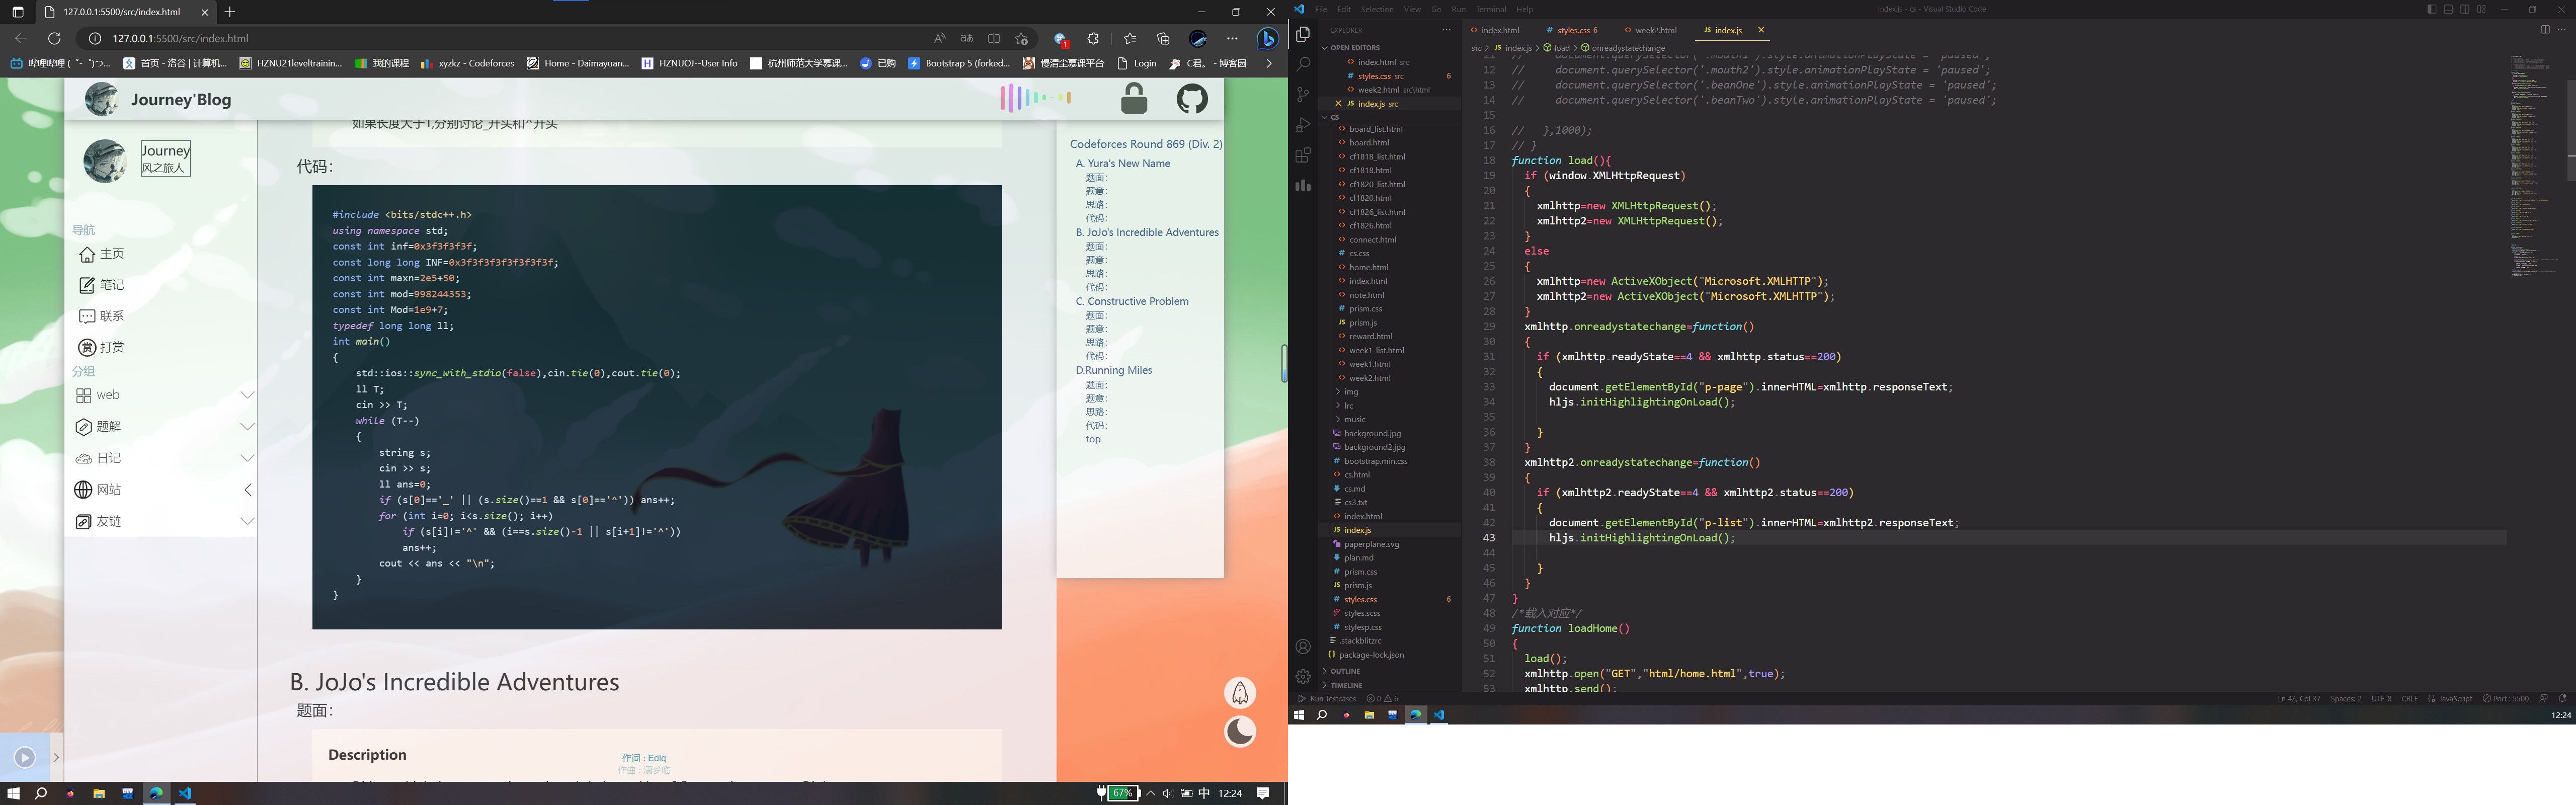 127.0.0.1:5500/src/index.html
127.0.0.1:5500/src/index.html
哔哩哔哩 (゜-゜)つ...
首页 - 洛谷 | 计算机...
HZNU21leveltrainin...
我的课程
xyzkz - Codeforces
Home - Daimayuan...
HZNUOJ--User Info
杭州师范大学慕课...
已购
Bootstrap 5 (forked...
慢清尘慕课平台
Login
C君。 - 博客园
Journey'Blog
Journey
风之旅人
导航
主页
笔记
联系
打赏
分组
web
题解
日记
网站
友链
如果长度大于1,分别讨论_开头和^开头
代码：
#include <bits/stdc++.h>
using namespace std;
const int inf=0x3f3f3f3f;
const long long INF=0x3f3f3f3f3f3f3f3f;
const int maxn=2e5+50;
const int mod=998244353;
const int Mod=1e9+7;
typedef long long ll;
int main()
{
std::ios::sync_with_stdio(false),cin.tie(0),cout.tie(0);
ll T;
cin >> T;
while (T--)
{
string s;
cin >> s;
ll ans=0;
if (s[0]=='_' || (s.size()==1 && s[0]=='^')) ans++;
for (int i=0; i<s.size(); i++)
if (s[i]!='^' && (i==s.size()-1 || s[i+1]!='^'))
ans++;
cout << ans << "\n";
}
}
B. JoJo's Incredible Adventures
题面：
Description
作词 : Ediq
作曲 : 潇梦临
Codeforces Round 869 (Div. 2)
A. Yura's New Name
题面：
题意：
思路：
代码：
B. JoJo's Incredible Adventures
题面：
题意：
思路：
代码：
C. Constructive Problem
题面：
题意：
思路：
代码：
D.Running Miles
题面：
题意：
思路：
代码：
top
67%
中
12:24
File Edit Selection View Go Run Terminal Help
index.js - cs - Visual Studio Code
EXPLORER
OPEN EDITORS
index.html src
styles.css src 6
week2.html src\html
index.js src
CS
board_list.html
board.html
cf1818_list.html
cf1818.html
cf1820_list.html
cf1820.html
cf1826_list.html
cf1826.html
connect.html
cs.css
home.html
index.html
note.html
prism.css
prism.js
reward.html
week1_list.html
week1.html
week2.html
img
lrc
music
background.jpg
background2.jpg
bootstrap.min.css
cs.html
cs.md
cs3.txt
index.html
index.js
paperplane.svg
plan.md
prism.css
prism.js
styles.css 6
styles.scss
stylesp.css
.stackblitzrc
package-lock.json
OUTLINE
TIMELINE
index.html
styles.css 6
week2.html
index.js
src > index.js > load > onreadystatechange
11 // document.querySelector('.mouth1').style.animationPlayState = 'paused';
12 // document.querySelector('.mouth2').style.animationPlayState = 'paused';
13 // document.querySelector('.beanOne').style.animationPlayState = 'paused';
14 // document.querySelector('.beanTwo').style.animationPlayState = 'paused';
15
16 // },1000);
17 // }
18 function load(){
19 if (window.XMLHttpRequest)
20 {
21 xmlhttp=new XMLHttpRequest();
22 xmlhttp2=new XMLHttpRequest();
23 }
24 else
25 {
26 xmlhttp=new ActiveXObject("Microsoft.XMLHTTP");
27 xmlhttp2=new ActiveXObject("Microsoft.XMLHTTP");
28 }
29 xmlhttp.onreadystatechange=function()
30 {
31 if (xmlhttp.readyState==4 && xmlhttp.status==200)
32 {
33 document.getElementById("p-page").innerHTML=xmlhttp.responseText;
34 hljs.initHighlightingOnLoad();
35
36 }
37 }
38 xmlhttp2.onreadystatechange=function()
39 {
40 if (xmlhttp2.readyState==4 && xmlhttp2.status==200)
41 {
42 document.getElementById("p-list").innerHTML=xmlhttp2.responseText;
43 hljs.initHighlightingOnLoad();
44
45 }
46 }
47 }
48 /*载入对应*/
49 function loadHome()
50 {
51 load();
52 xmlhttp.open("GET","html/home.html",true);
53 xmlhttp.send();
Run Testcases
0 6
Ln 43, Col 37
Spaces: 2
UTF-8
CRLF
JavaScript
Port : 5500
12:24